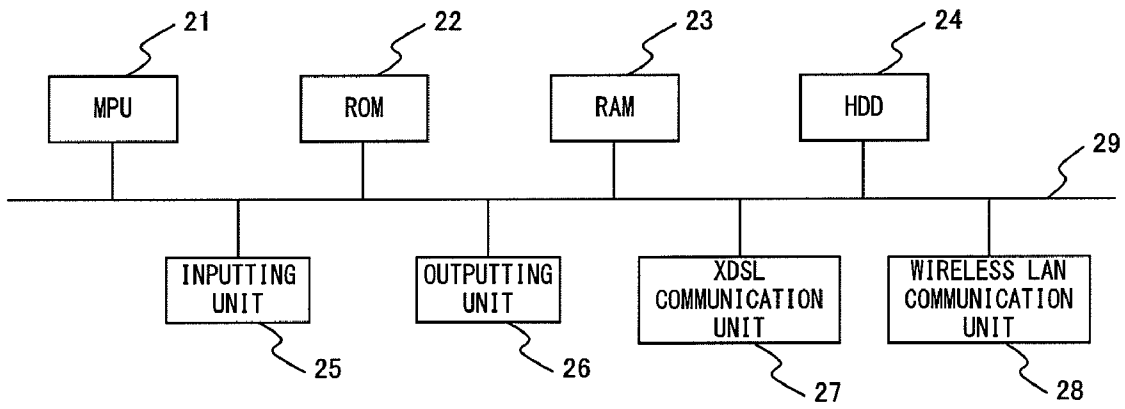 21
22
23
24
MPU
ROM
RAM
HDD
29
INPUTTING
UNIT
OUTPUTTING
UNIT
XDSL
COMMUNICATION
UNIT
WIRELESS LAN
COMMUNICATION
UNIT
25
26
27
28